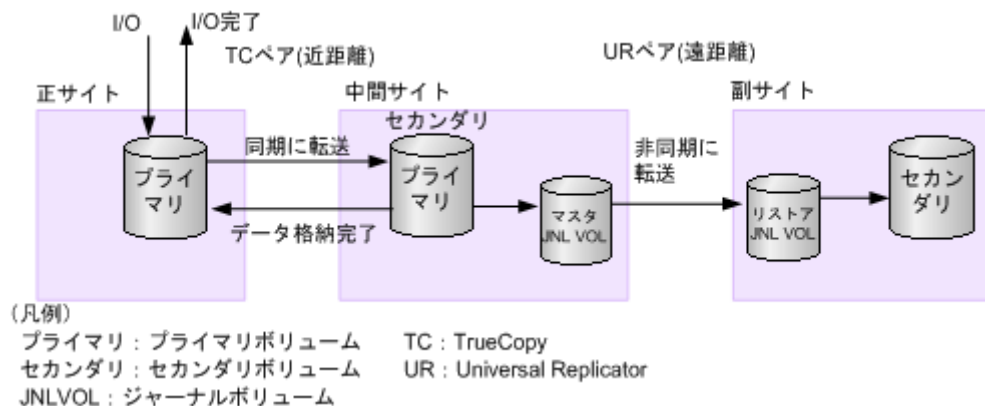 I/O
I/O完了
TCペア(近距離)
URペア(遠距離)
正サイト
中間サイト
副サイト
セカンダリ
プライ
マリ
同期に転送
プライ
マリ
データ格納完了
マスタ
JNL VOL
非同期に
転送
リストア
JNL VOL
セカン
ダリ
(凡例)
プライマリ：プライマリボリューム
TC：TrueCopy
セカンダリ：セカンダリボリューム
UR：Universal Replicator
JNLVOL：ジャーナルボリューム